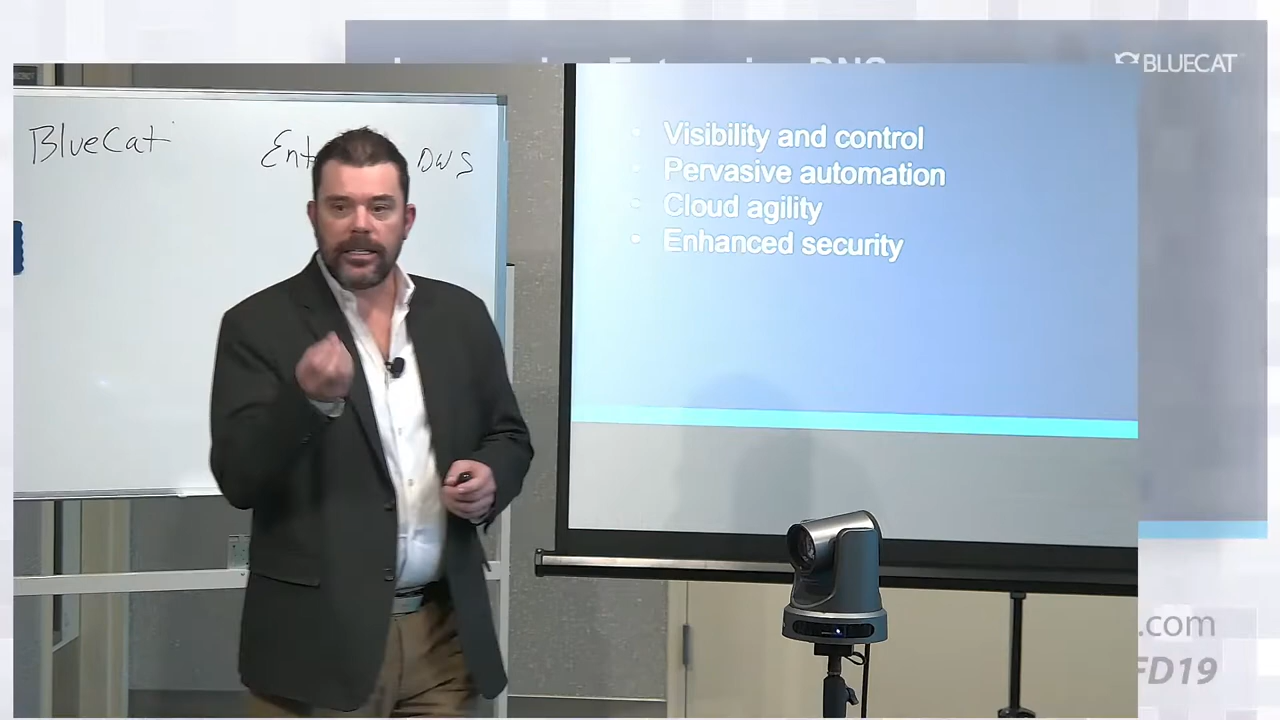 BLUECAT
BlueCat
DNS
Visibility and control
Pervasive automation
Cloud agility
Enhanced security
.com
FD19